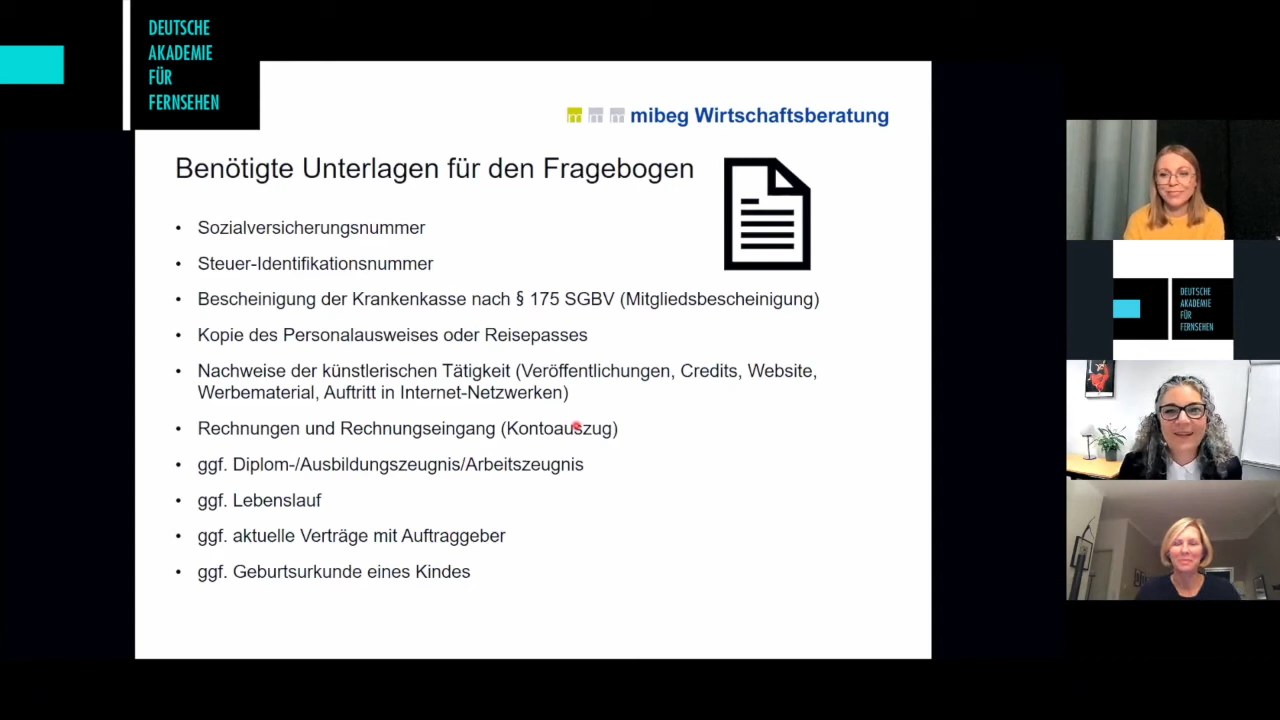 DEUTSCHE
AKADEMIE
FÜR
FERNSEHEN
mibeg Wirtschaftsberatung
Benötigte Unterlagen für den Fragebogen
• Sozialversicherungsnummer
• Steuer-Identifikationsnummer
• Bescheinigung der Krankenkasse nach § 175 SGBV (Mitgliedsbescheinigung)
• Kopie des Personalausweises oder Reisepasses
• Nachweise der künstlerischen Tätigkeit (Veröffentlichungen, Credits, Website,
Werbematerial, Auftritt in Internet-Netzwerken)
• Rechnungen und Rechnungseingang (Kontoauszug)
• ggf. Diplom-/Ausbildungszeugnis/Arbeitszeugnis
• ggf. Lebenslauf
• ggf. aktuelle Verträge mit Auftraggeber
• ggf. Geburtsurkunde eines Kindes
DEUTSCHE
AKADEMIE
FÜR
FERNSEHEN